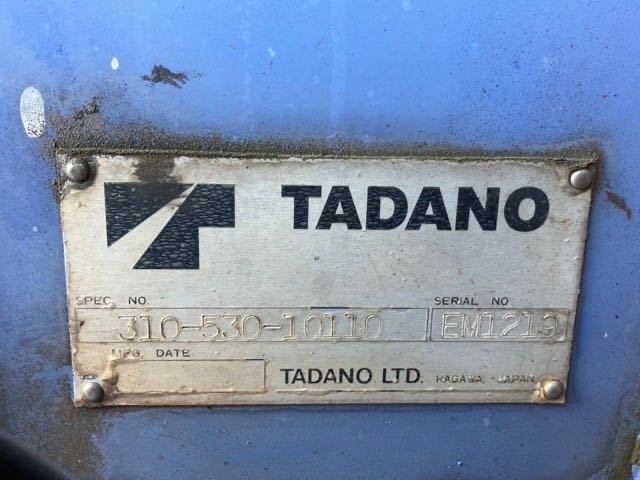 TADANO
SPEC. NO.
SERIAL NO
310-530-10110
EM1219
MFG. DATE
TADANO LTD. KAGAWA, JAPAN